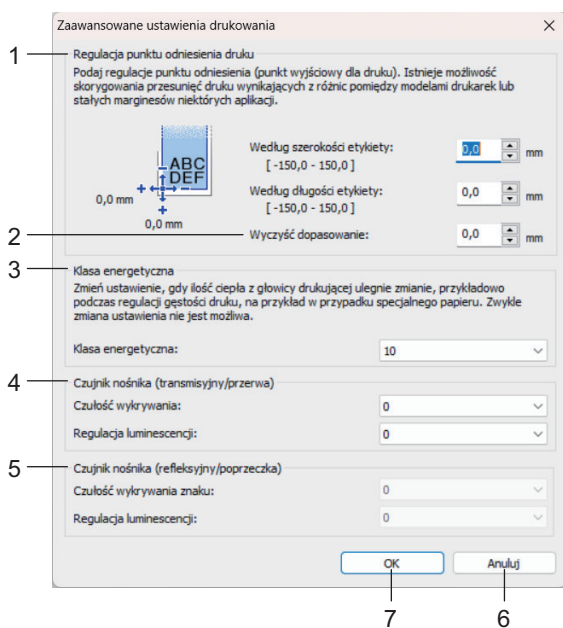 Zaawansowane ustawienia drukowania
1
Regulacja punktu odniesienia druku
Podaj regulacje punktu odniesienia (punkt wyjściowy dla druku). Istnieje możliwość
skorygowania przesunięć druku wynikających z różnic pomiędzy modelami drukarek lub
stałych marginesów niektórych aplikacji.
ABC
DEF
0,0 mm
0,0 mm
Według szerokości etykiety: 0,0 mm
[ -150,0 - 150,0 ]
Według długości etykiety: 0,0 mm
[ -150,0 - 150,0 ]
2
Wyczyść dopasowanie: 0,0 mm
3
Klasa energetyczna
Zmień ustawienie, gdy ilość ciepła z głowicy drukującej ulegnie zmianie, przykładowo
podczas regulacji gęstości druku, na przykład w przypadku specjalnego papieru. Zwykle
zmiana ustawienia nie jest możliwa.
Klasa energetyczna: 10
4
Czujnik nośnika (transmisyjny/przerwa)
Czułość wykrywania: 0
Regulacja luminescencji: 0
5
Czujnik nośnika (refleksyjny/poprzeczka)
Czułość wykrywania znaku: 0
Regulacja luminescencji: 0
OK Anuluj
7 6